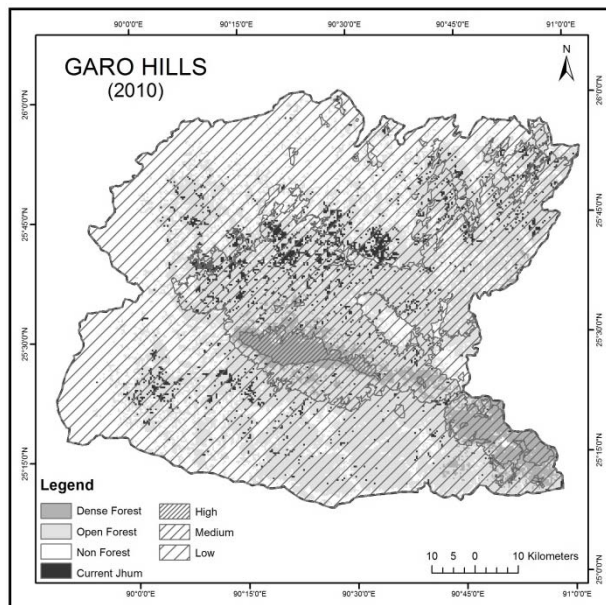 90°0'0"E 90°15'0"E 90°30'0"E 90°45'0"E 91°0'0"E
GARO HILLS
(2010)
N
26°0'0"N
25°45'0"N
25°30'0"N
25°15'0"N
26°0'0"N
25°45'0"N
25°30'0"N
25°15'0"N
25°0'0"N
Legend
Dense Forest
Open Forest
Non Forest
Current Jhum
High
Medium
Low
10 5 0 10 Kilometers
90°0'0"E 90°15'0"E 90°30'0"E 90°45'0"E 91°0'0"E